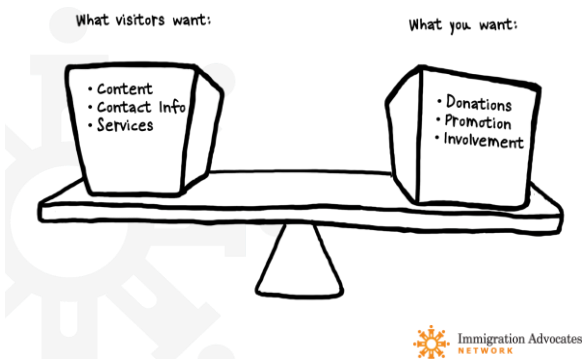 What visitors want:
What you want:
• Content
• Contact Info
• Services
• Donations
• Promotion
• Involvement
Immigration Advocates
NETWORK